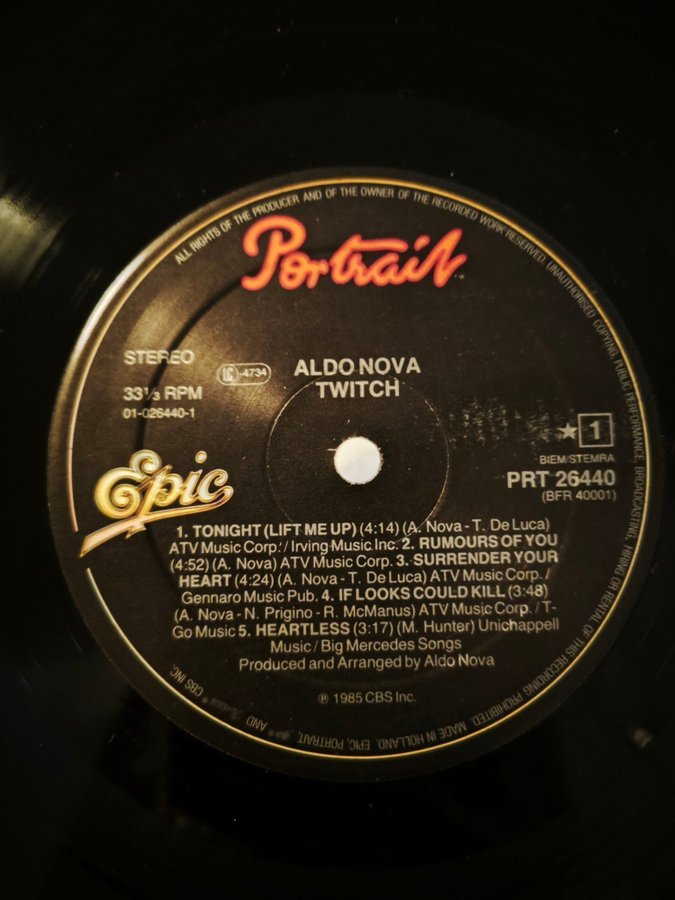 ALL RIGHTS OF THE PRODUCER AND OF THE OWNER OF THE RECORDED WORK RESERVED. UNAUTHORISED COPYING, PUBLIC PERFORMANCE, BROADCASTING, HIRING OR RENTAL OF THIS RECORDING PROHIBITED. MADE IN HOLLAND. EPIC, PORTRAIT, AND CBS INC.
Portrait
STEREO
LC-4734
33⅓ RPM
01-026440-1
ALDO NOVA
TWITCH
★ 1
BIEM/STEMRA
PRT 26440
(BFR 40001)
Epic
1. TONIGHT (LIFT ME UP) (4:14) (A. Nova - T. De Luca)
ATV Music Corp./ Irving Music Inc. 2. RUMOURS OF YOU
(4:52) (A. Nova) ATV Music Corp. 3. SURRENDER YOUR
HEART (4:24) (A. Nova - T. De Luca) ATV Music Corp. /
Gennaro Music Pub. 4. IF LOOKS COULD KILL (3:48)
(A. Nova - N. Prigino - R. McManus) ATV Music Corp. / T-
Go Music 5. HEARTLESS (3:17) (M. Hunter) Unichappell
Music / Big Mercedes Songs
Produced and Arranged by Aldo Nova
℗ 1985 CBS Inc.